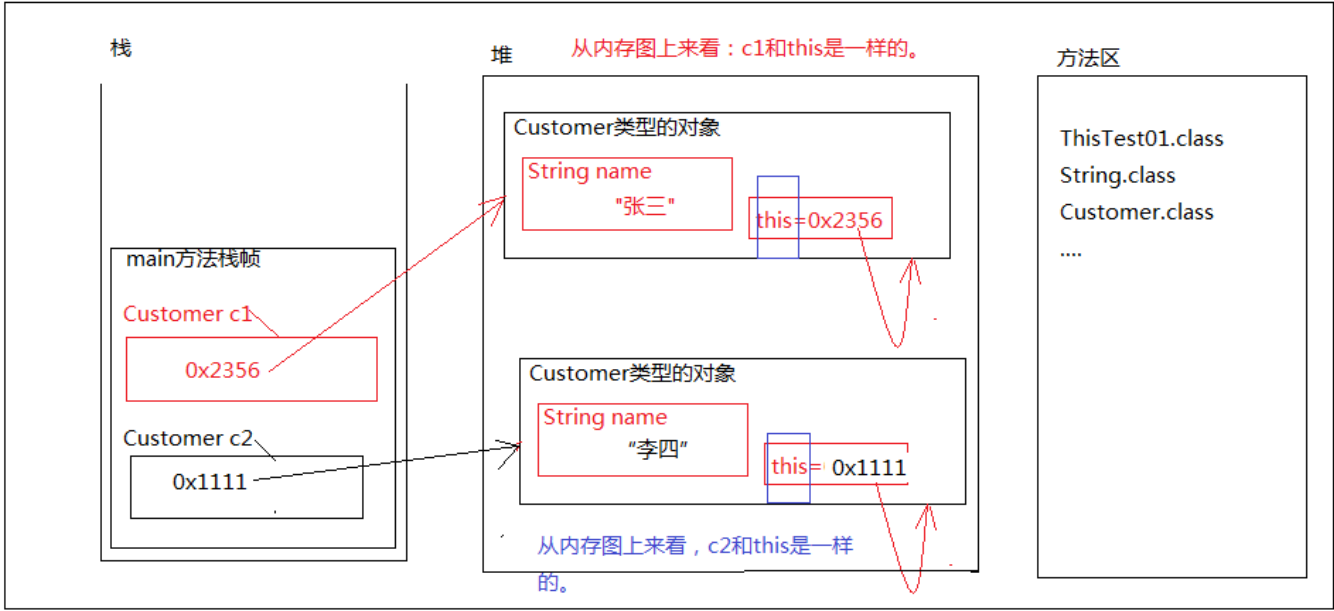 栈
main方法栈帧
Customer c1
0x2356
Customer c2
0x1111
堆
从内存图上来看：c1和this是一样的。
Customer类型的对象
String name
"张三"
this=0x2356
Customer类型的对象
String name
“李四”
this= 0x1111
从内存图上来看，c2和this是一样
的。
方法区
ThisTest01.class
String.class
Customer.class
....